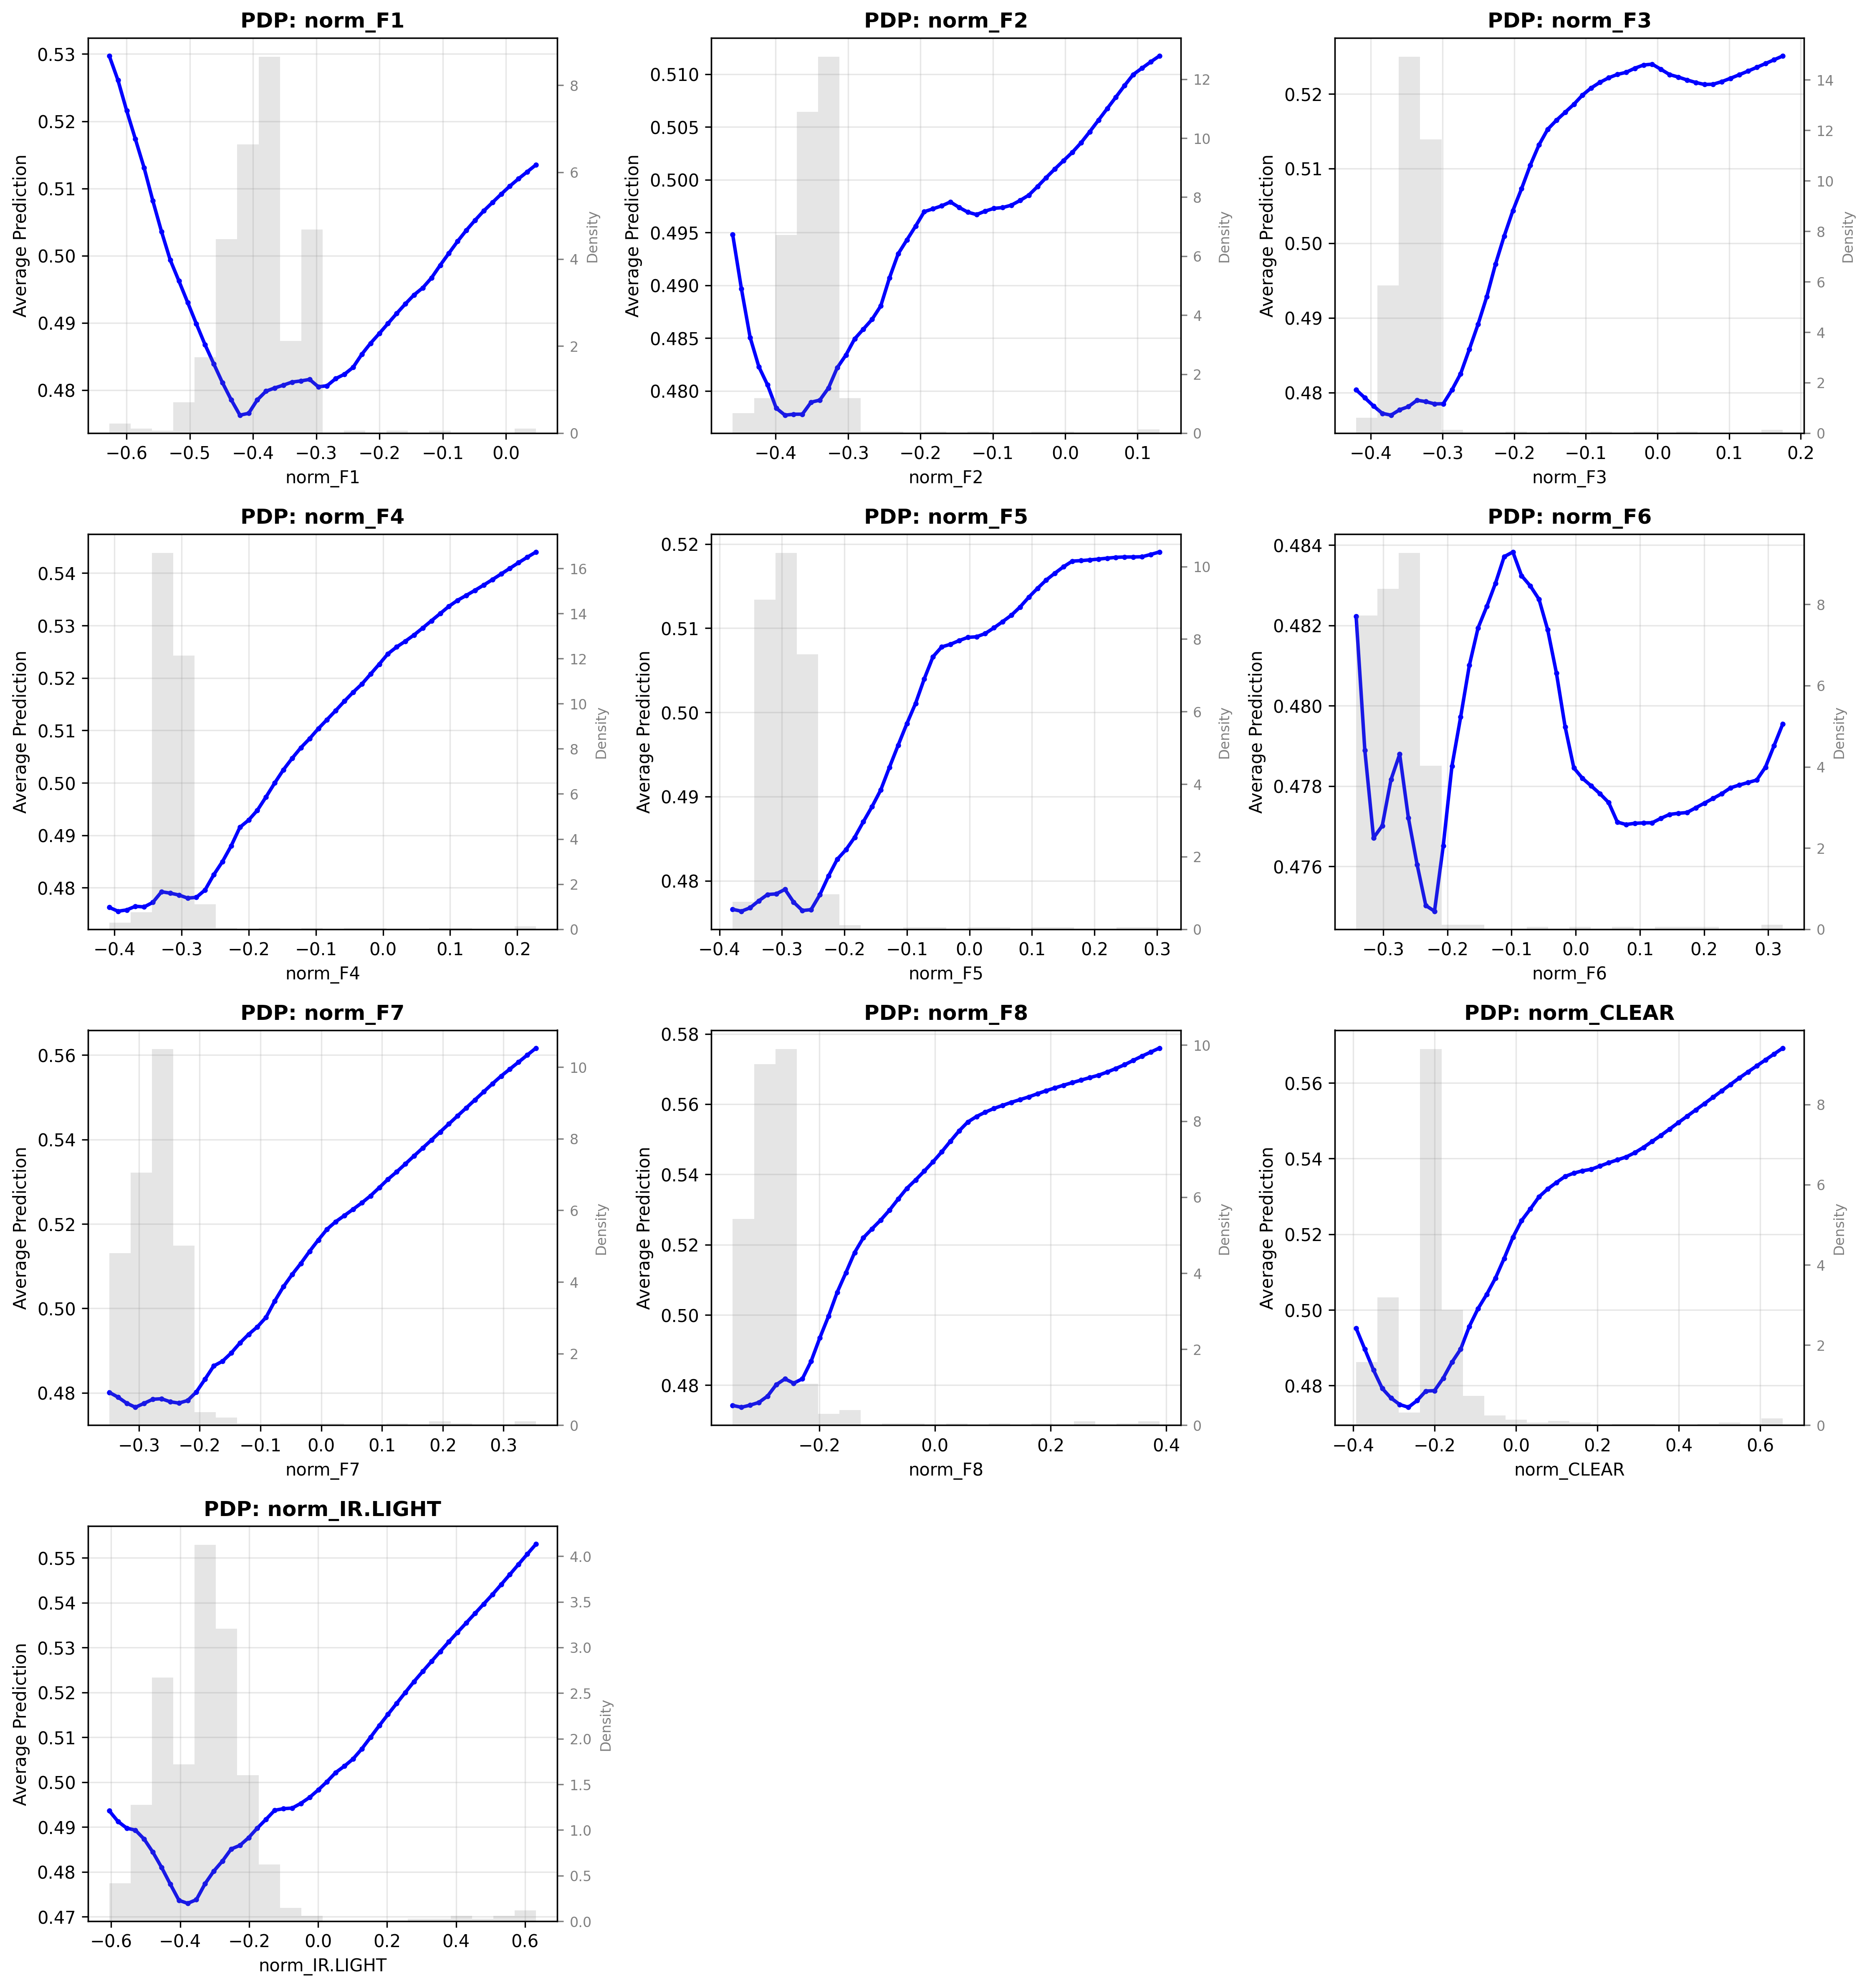 PDP: norm_F1
0.53
0.52
0.51
0.50
0.49
0.48
Average Prediction
8
6
4
2
0
Density
−0.6 −0.5 −0.4 −0.3 −0.2 −0.1 0.0
norm_F1
PDP: norm_F2
0.510
0.505
0.500
0.495
0.490
0.485
0.480
Average Prediction
12
10
8
6
4
2
0
Density
−0.4 −0.3 −0.2 −0.1 0.0 0.1
norm_F2
PDP: norm_F3
0.52
0.51
0.50
0.49
0.48
Average Prediction
14
12
10
8
6
4
2
0
Density
−0.4 −0.3 −0.2 −0.1 0.0 0.1 0.2
norm_F3
PDP: norm_F4
0.54
0.53
0.52
0.51
0.50
0.49
0.48
Average Prediction
16
14
12
10
8
6
4
2
0
Density
−0.4 −0.3 −0.2 −0.1 0.0 0.1 0.2
norm_F4
PDP: norm_F5
0.52
0.51
0.50
0.49
0.48
Average Prediction
10
8
6
4
2
0
Density
−0.4 −0.3 −0.2 −0.1 0.0 0.1 0.2 0.3
norm_F5
PDP: norm_F6
0.484
0.482
0.480
0.478
0.476
Average Prediction
8
6
4
2
0
Density
−0.3 −0.2 −0.1 0.0 0.1 0.2 0.3
norm_F6
PDP: norm_F7
0.56
0.54
0.52
0.50
0.48
Average Prediction
10
8
6
4
2
0
Density
−0.3 −0.2 −0.1 0.0 0.1 0.2 0.3
norm_F7
PDP: norm_F8
0.58
0.56
0.54
0.52
0.50
0.48
Average Prediction
10
8
6
4
2
0
Density
−0.2 0.0 0.2 0.4
norm_F8
PDP: norm_CLEAR
0.56
0.54
0.52
0.50
0.48
Average Prediction
8
6
4
2
0
Density
−0.4 −0.2 0.0 0.2 0.4 0.6
norm_CLEAR
PDP: norm_IR.LIGHT
0.55
0.54
0.53
0.52
0.51
0.50
0.49
0.48
0.47
Average Prediction
4.0
3.5
3.0
2.5
2.0
1.5
1.0
0.5
0.0
Density
−0.6 −0.4 −0.2 0.0 0.2 0.4 0.6
norm_IR.LIGHT